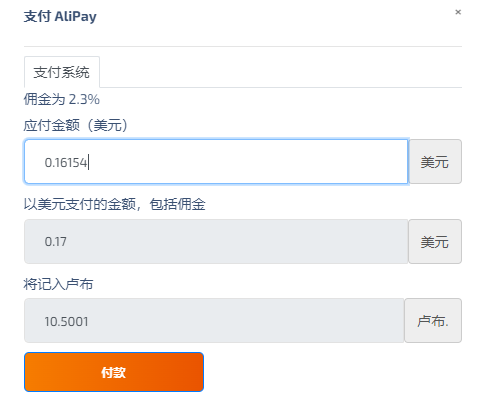 支付 AliPay
×
支付系统
佣金为 2.3%
应付金额（美元）
0.16154 美元
以美元支付的金额，包括佣金
0.17 美元
将记入卢布
10.5001 卢布.
付款